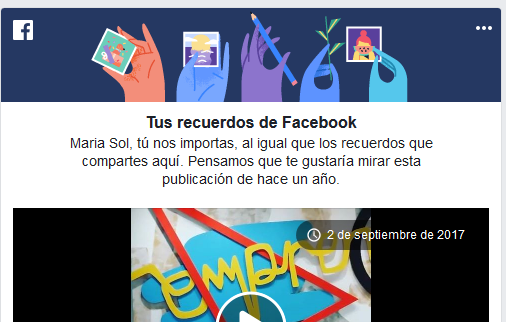 Tus recuerdos de Facebook
Maria Sol, tú nos importas, al igual que los recuerdos que
compartes aquí. Pensamos que te gustaría mirar esta
publicación de hace un año.
2 de septiembre de 2017